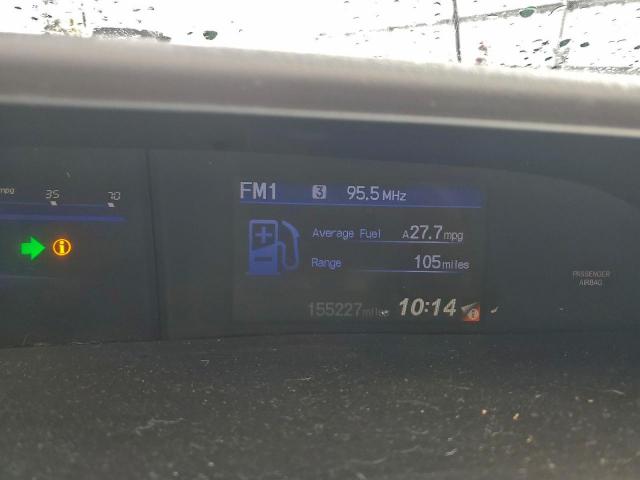 mpg 35 70
FM1 3 95.5 MHz
Average Fuel A27.7 mpg
Range 105 miles
PASSENGER
AIRBAG
155227 miles 10:14